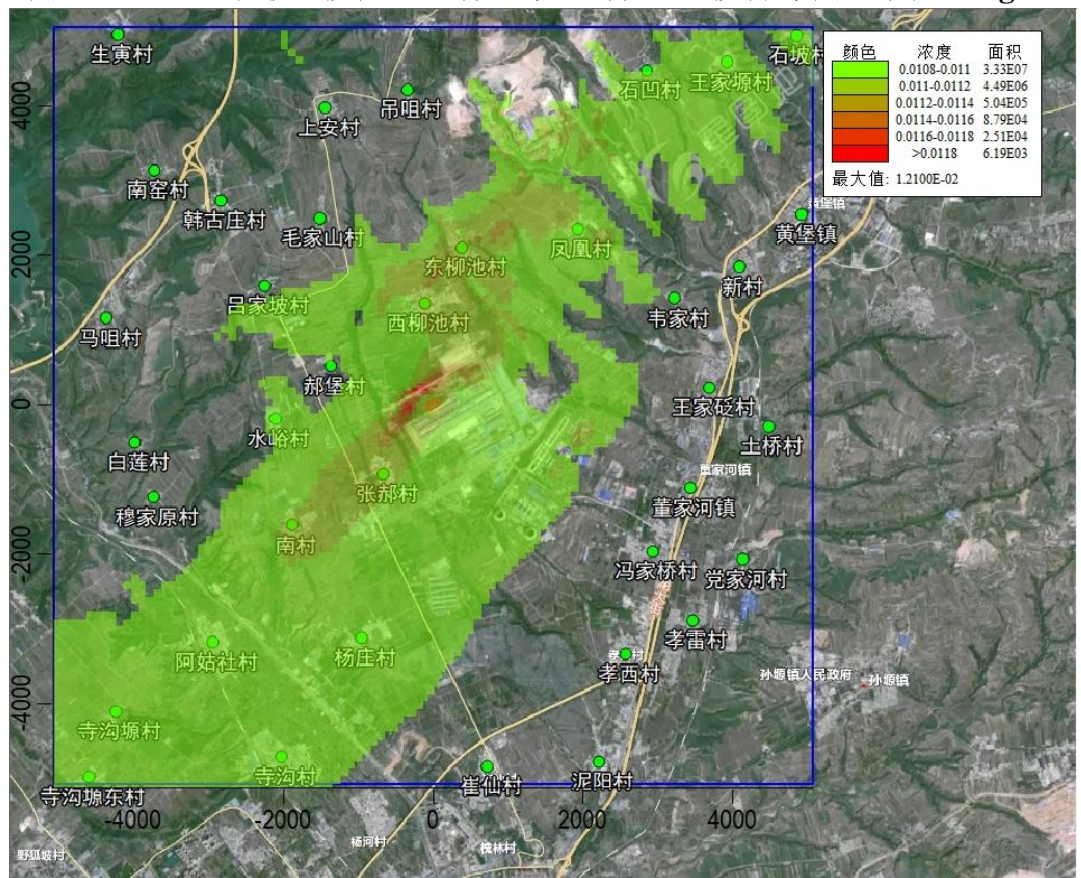 生寅村
石坡村
石凹村
王家塬村
吊咀村
上安村
南窑村
韩古庄村
毛家山村
黄堡镇
黄堡镇
东柳池村
凤凰村
新村
吕家坡村
西柳池村
韦家村
马咀村
郝堡村
王家砭村
水峪村
土桥村
白莲村
董家河镇
张郝村
董家河镇
穆家原村
南村
冯家桥村
党家河村
孝雷村
阿姑社村
杨庄村
孝西村
孙塬镇人民政府
孙塬镇
寺沟塬村
寺沟村
崔仙村
泥阳村
寺沟塬东村
杨河村
槐林村
野狐坡村
颜色 浓度 面积
0.0108-0.011 3.33E07
0.011-0.0112 4.49E06
0.0112-0.0114 5.04E05
0.0114-0.0116 8.79E04
0.0116-0.0118 2.51E04
>0.0118 6.19E03
最大值: 1.2100E-02
4000
2000
0
-2000
-4000
-4000 -2000 0 2000 4000